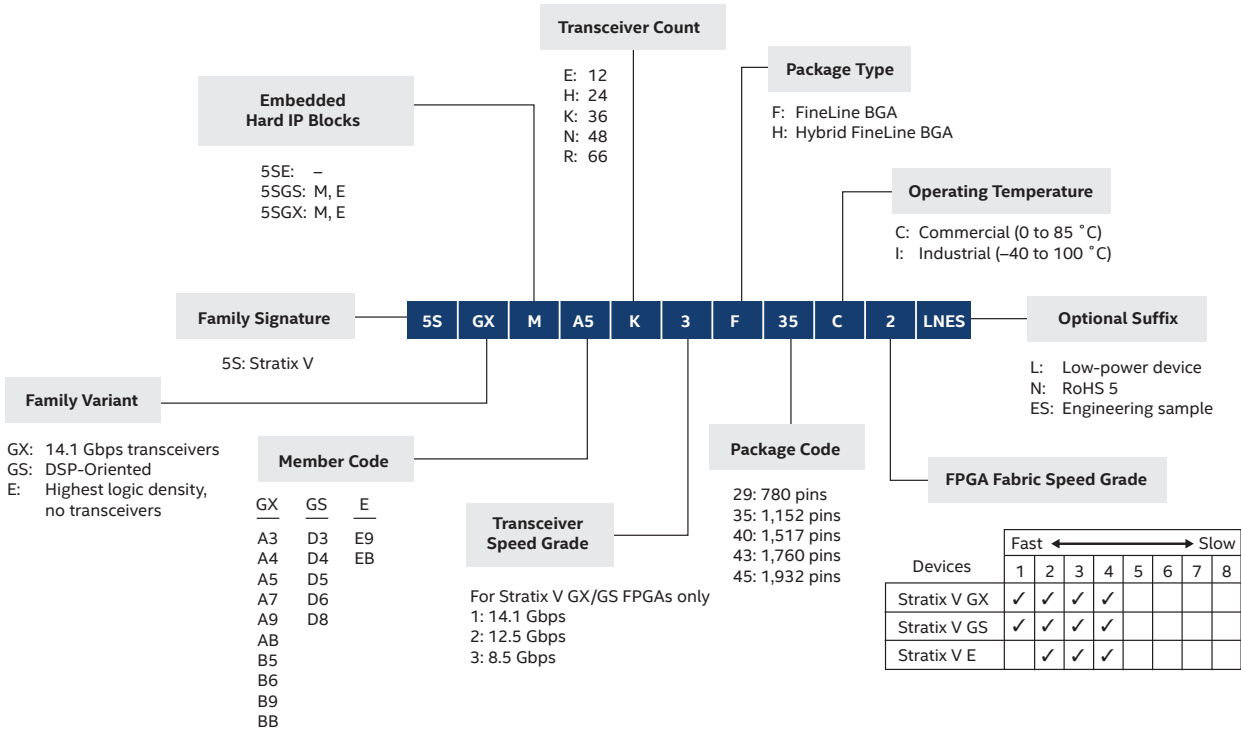 Transceiver Count
E: 12
H: 24
K: 36
N: 48
R: 66
Package Type
F: FineLine BGA
H: Hybrid FineLine BGA
Embedded
Hard IP Blocks
5SE: –
5SGS: M, E
5SGX: M, E
Operating Temperature
C: Commercial (0 to 85 ˚C)
I: Industrial (–40 to 100 ˚C)
Family Signature
5S: Stratix V
5S GX M A5 K 3 F 35 C 2 LNES
Optional Suffix
L: Low-power device
N: RoHS 5
ES: Engineering sample
Family Variant
GX: 14.1 Gbps transceivers
GS: DSP-Oriented
E: Highest logic density,
no transceivers
Member Code
GX GS E
A3 D3 E9
A4 D4 EB
A5 D5
A7 D6
A9 D8
AB
B5
B6
B9
BB
Transceiver
Speed Grade
For Stratix V GX/GS FPGAs only
1: 14.1 Gbps
2: 12.5 Gbps
3: 8.5 Gbps
Package Code
29: 780 pins
35: 1,152 pins
40: 1,517 pins
43: 1,760 pins
45: 1,932 pins
FPGA Fabric Speed Grade
Fast Slow
Devices 1 2 3 4 5 6 7 8
Stratix V GX ✓ ✓ ✓ ✓
Stratix V GS ✓ ✓ ✓ ✓
Stratix V E ✓ ✓ ✓